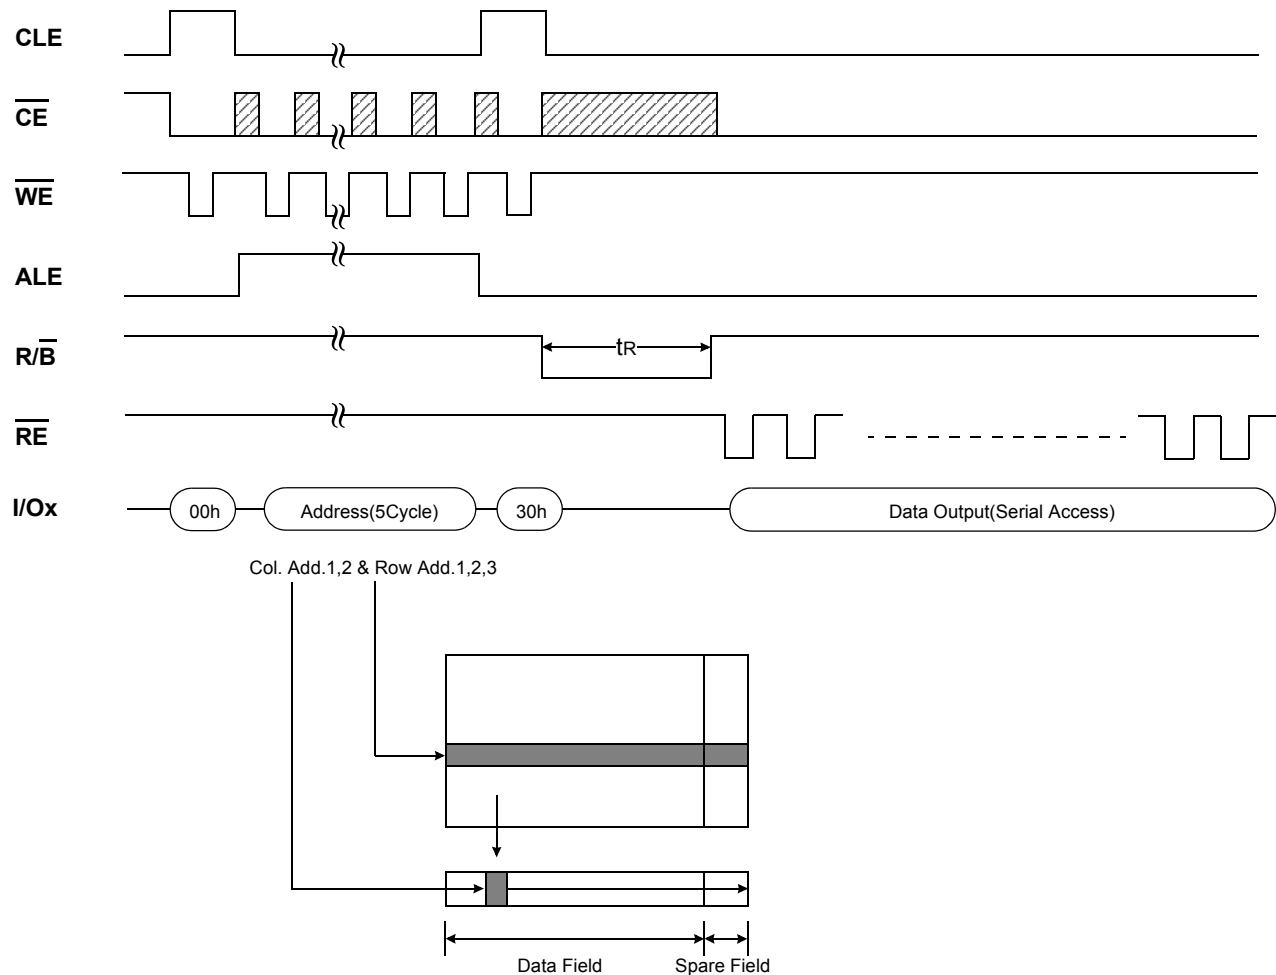 CLE
CE
WE
ALE
R/B
tR
RE
I/Ox
00h
Address(5Cycle)
30h
Data Output(Serial Access)
Col. Add.1,2 & Row Add.1,2,3
Data Field
Spare Field